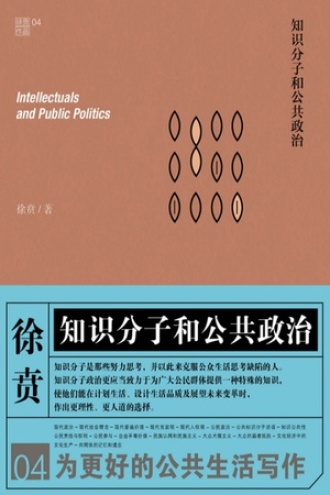 04
知识分子和公共政治
Intellectuals
and Public Politics
徐贲／著
徐贲
知识分子和公共政治
知识分子是那些努力思考，并以此来克服公众生活思考缺陷的人。
知识分子政治更应当致力于为广大公民群体提供一种特殊的知识，
使他们能在计划生活、设计生活品质及展望未来变革时，
作出更理性、更人道的选择。
04 为更好的公共生活写作